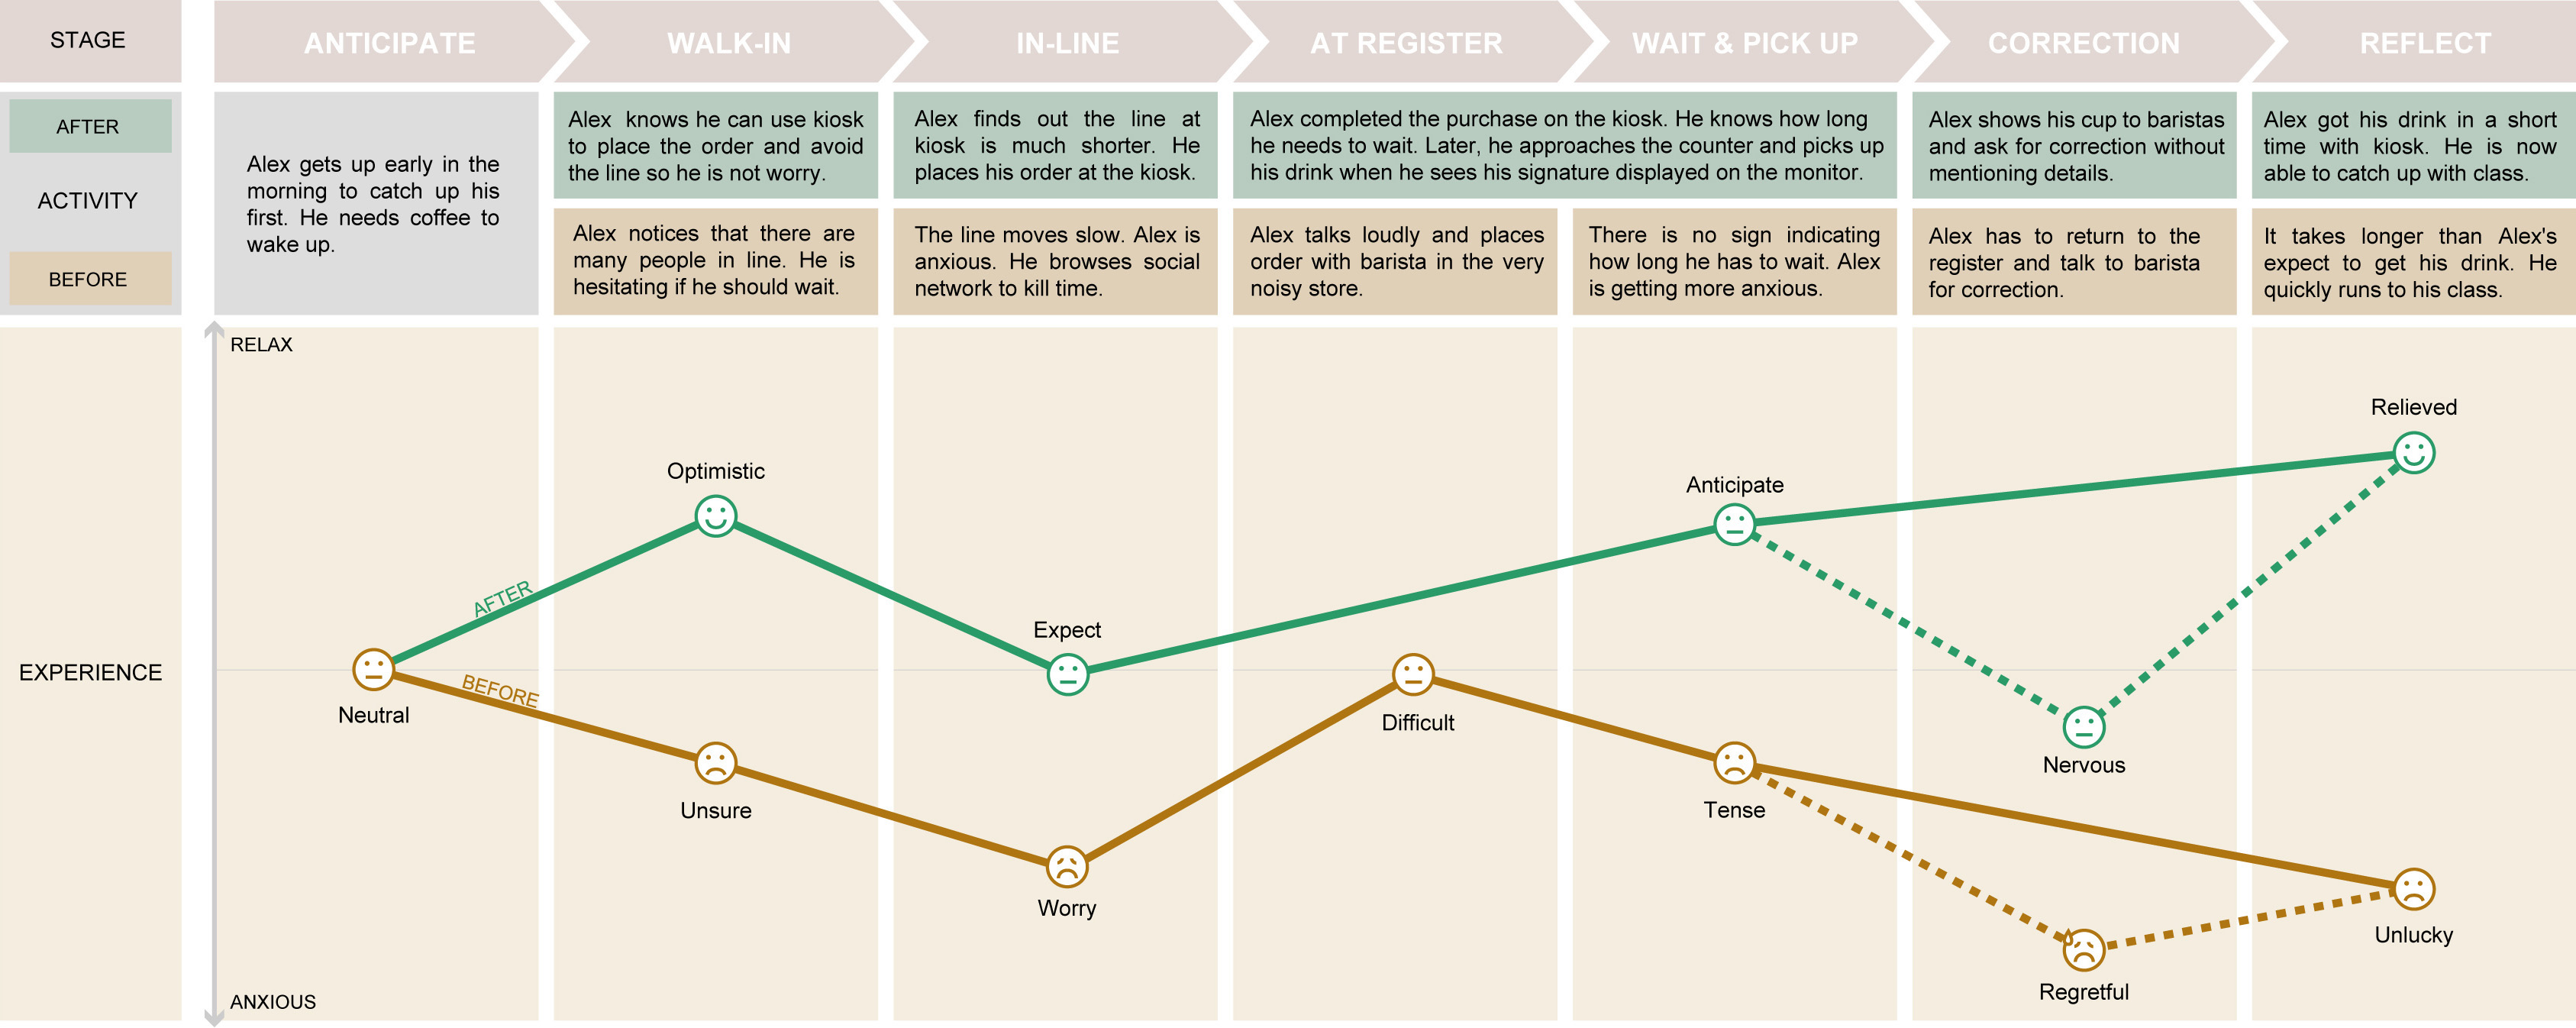 STAGE
ANTICIPATE
WALK-IN
IN-LINE
AT REGISTER
WAIT & PICK UP
CORRECTION
REFLECT
AFTER
ACTIVITY
BEFORE
Alex gets up early in the
morning to catch up his
first. He needs coffee to
wake up.
Alex knows he can use kiosk
to place the order and avoid
the line so he is not worry.
Alex finds out the line at
kiosk is much shorter. He
places his order at the kiosk.
Alex completed the purchase on the kiosk. He knows how long
he needs to wait. Later, he approaches the counter and picks up
his drink when he sees his signature displayed on the monitor.
Alex shows his cup to baristas
and ask for correction without
mentioning details.
Alex got his drink in a short
time with kiosk. He is now
able to catch up with class.
Alex notices that there are
many people in line. He is
hesitating if he should wait.
The line moves slow. Alex is
anxious. He browses social
network to kill time.
Alex talks loudly and places
order with barista in the very
noisy store.
There is no sign indicating
how long he has to wait. Alex
is getting more anxious.
Alex has to return to the
register and talk to barista
for correction.
It takes longer than Alex's
expect to get his drink. He
quickly runs to his class.
EXPERIENCE
RELAX
Relieved
Optimistic
Anticipate
AFTER
Expect
BEFORE
Neutral
Difficult
Nervous
Unsure
Tense
Worry
Unlucky
Regretful
ANXIOUS